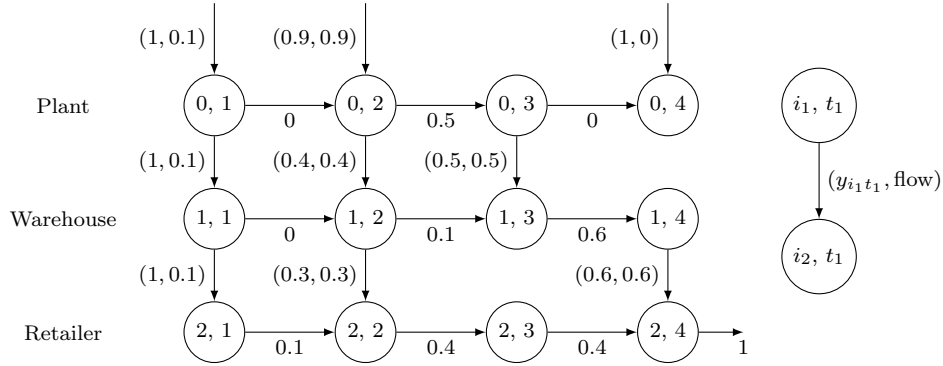 (1, 0.1) (0.9, 0.9) (1, 0)
Plant 0, 1 0, 2 0, 3 0, 4 i₁, t₁
0 0.5 0
(1, 0.1) (0.4, 0.4) (0.5, 0.5) (y_{i₁t₁}, flow)
Warehouse 1, 1 1, 2 1, 3 1, 4
0 0.1 0.6 i₂, t₁
(1, 0.1) (0.3, 0.3) (0.6, 0.6)
Retailer 2, 1 2, 2 2, 3 2, 4
0.1 0.4 0.4 1